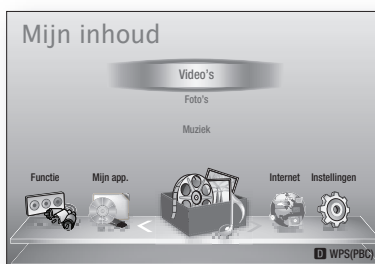 Mijn inhoud
Video's
Foto's
Muziek
Functie Mijn app. Internet Instellingen
D WPS(PBC)